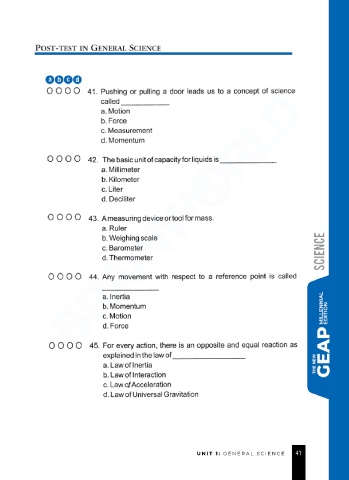 POST-TEST IN GENERAL SCIENCE
a b c d
O O O O 41. Pushing or pulling a door leads us to a concept of science
called ____________
a. Motion
b. Force
c. Measurement
d. Momentum
O O O O 42. The basic unit of capacity for liquids is ______________
a. Millimeter
b. Kilometer
c. Liter
d. Deciliter
O O O O 43. A measuring device or tool for mass.
a. Ruler
b. Weighing scale
c. Barometer
d. Thermometer
O O O O 44. Any movement with respect to a reference point is called
______________
a. Inertia
b. Momentum
c. Motion
d. Force
O O O O 45. For every action, there is an opposite and equal reaction as
explained in the law of __________________
a. Law of Inertia
b. Law of Interaction
c. Law of Acceleration
d. Law of Universal Gravitation
SCIENCE
THE NEW
GEAP
MILLENNIAL
EDITION
UNIT 1: GENERAL SCIENCE 41